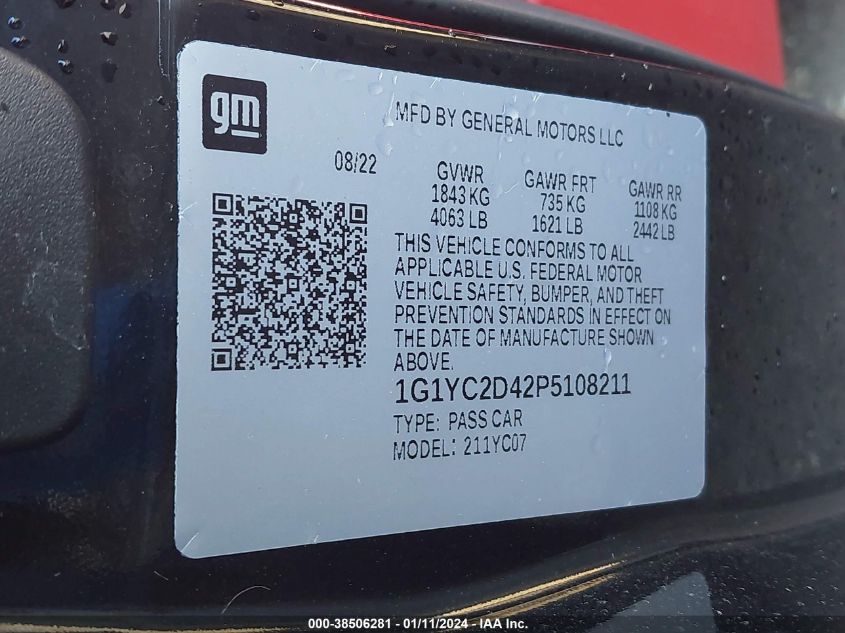 gm
MFD BY GENERAL MOTORS LLC
08/22
GVWR GAWR FRT GAWR RR
1843 KG 735 KG 1108 KG
4063 LB 1621 LB 2442 LB
THIS VEHICLE CONFORMS TO ALL
APPLICABLE U.S. FEDERAL MOTOR
VEHICLE SAFETY, BUMPER, AND THEFT
PREVENTION STANDARDS IN EFFECT ON
THE DATE OF MANUFACTURE SHOWN
ABOVE.
1G1YC2D42P5108211
TYPE: PASS CAR
MODEL: 211YC07
000-38506281 - 01/11/2024 - IAA Inc.